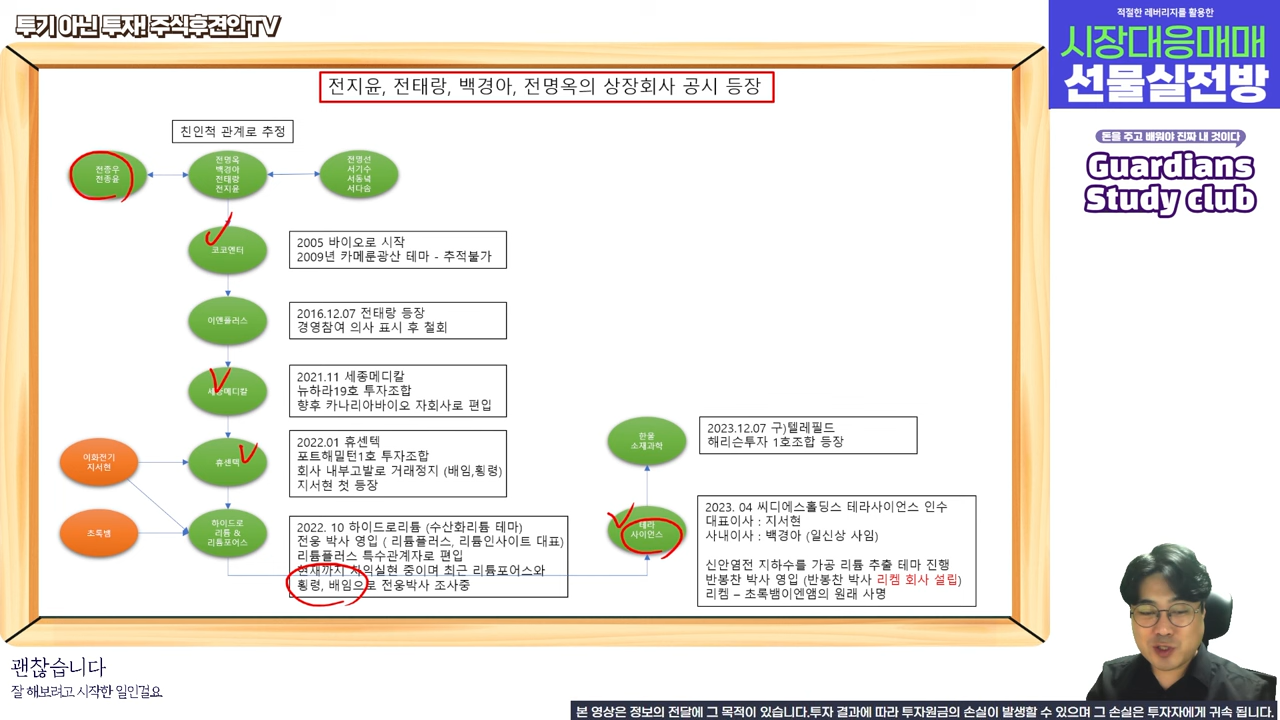 투기 아닌 투자! 주식후견인TV
적절한 레버리지를 활용한
시장대응매매
선물실전방
돈을 주고 배워야 진짜 내 것이다
Guardians
Study club
전지윤, 전태랑, 백경아, 전명옥의 상장회사 공시 등장
친인척 관계로 추정
전종우
전종윤
전명옥
백경아
전태랑
전지윤
전명선
서기수
서동녘
서다솜
코코엔터
2005 바이오로 시작
2009년 카메룬광산 테마 - 추적불가
이엔플러스
2016.12.07 전태랑 등장
경영참여 의사 표시 후 철회
세종메디칼
2021.11 세종메디칼
뉴하라19호 투자조합
향후 카나리아바이오 자회사로 편입
이화전기
지서현
휴센텍
2022.01 휴센텍
포트해밀턴1호 투자조합
회사 내부고발로 거래정지 (배임,횡령)
지서현 첫 등장
초록뱀
하이드로
리튬 &
리튬포어스
2022. 10 하이드로리튬 (수산화리튬 테마)
전웅 박사 영입 ( 리튬플러스, 리튬인사이트 대표)
리튬플러스 특수관계자로 편입
현재까지 차익실현 중이며 최근 리튬포어스와
횡령, 배임으로 전웅박사 조사중
한울
소재과학
2023.12.07 구)텔레필드
해리슨투자 1호조합 등장
테라
사이언스
2023. 04 씨디에스홀딩스 테라사이언스 인수
대표이사 : 지서현
사내이사 : 백경아 (일신상 사임)
신안염전 지하수를 가공 리튬 추출 테마 진행
반봉찬 박사 영입 (반봉찬 박사 리켐 회사 설립)
리켐 – 초록뱀이엔앰의 원래 사명
괜찮습니다
잘 해보려고 시작한 일인걸요
본 영상은 정보의 전달에 그 목적이 있습니다.투자 결과에 따라 투자원금의 손실이 발생할 수 있으며 그 손실은 투자자에게 귀속 됩니다.